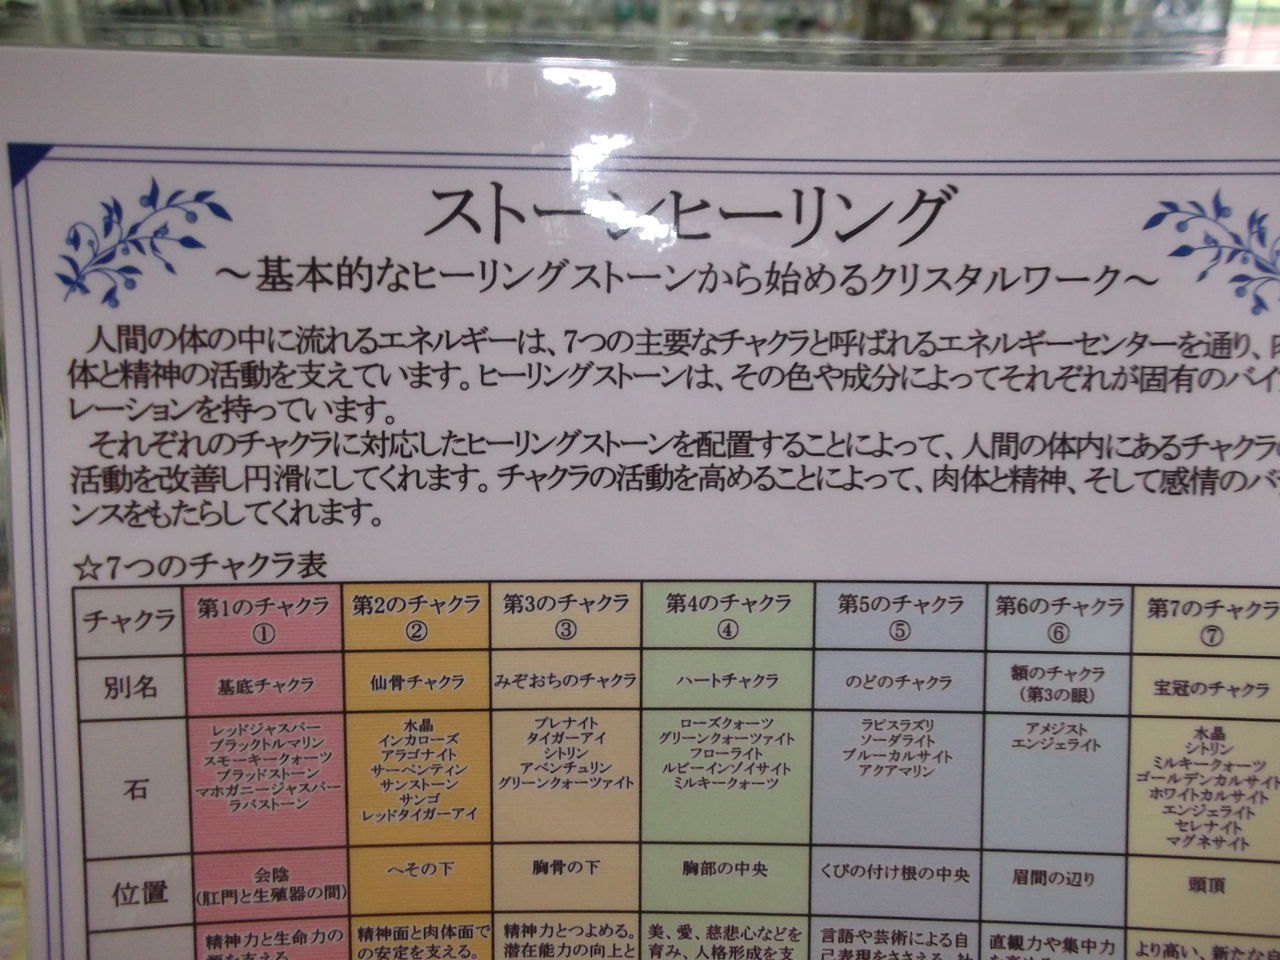 ストーンヒーリング
～基本的なヒーリングストーンから始めるクリスタルワーク～
人間の体の中に流れるエネルギーは、7つの主要なチャクラと呼ばれるエネルギーセンターを通り、肉
体と精神の活動を支えています。ヒーリングストーンは、その色や成分によってそれぞれが固有のバイブ
レーションを持っています。
それぞれのチャクラに対応したヒーリングストーンを配置することによって、人間の体内にあるチャクラの
活動を改善し円滑にしてくれます。チャクラの活動を高めることによって、肉体と精神、そして感情のバラ
ンスをもたらしてくれます。
☆7つのチャクラ表
チャクラ 第1のチャクラ 第2のチャクラ 第3のチャクラ 第4のチャクラ 第5のチャクラ 第6のチャクラ 第7のチャクラ
① ② ③ ④ ⑤ ⑥ ⑦
別名 基底チャクラ 仙骨チャクラ みぞおちのチャクラ ハートチャクラ のどのチャクラ 額のチャクラ 宝冠のチャクラ
(第3の眼)
石
レッドジャスパー
ブラックトルマリン
スモーキークォーツ
ブラッドストーン
マホガニージャスパー
ラバストーン
水晶
インカローズ
アラゴナイト
サーペンティン
サンストーン
サンゴ
レッドタイガーアイ
プレナイト
タイガーアイ
シトリン
アベンチュリン
グリーンクォーツァイト
ローズクォーツ
グリーンクォーツァイト
フローライト
ルビーインゾイサイト
ミルキークォーツ
ラピスラズリ
ソーダライト
ブルーカルサイト
アクアマリン
アメジスト
エンジェライト
水晶
シトリン
ミルキークォーツ
ゴールデンカルサイト
ホワイトカルサイト
エンジェライト
セレナイト
マグネサイト
位置 会陰 へその下 胸骨の下 胸部の中央 くびの付け根の中央 眉間の辺り 頭頂
(肛門と生殖器の間)
精神力と生命力の
精神面と肉体面で
の安定を支える。
精神力とつよめる。
潜在能力の向上と
美、愛、慈悲心などを
育み、人格形成を支
言語や芸術による自
己表現をささえる。社
直観力や集中力
より高い、新たな自